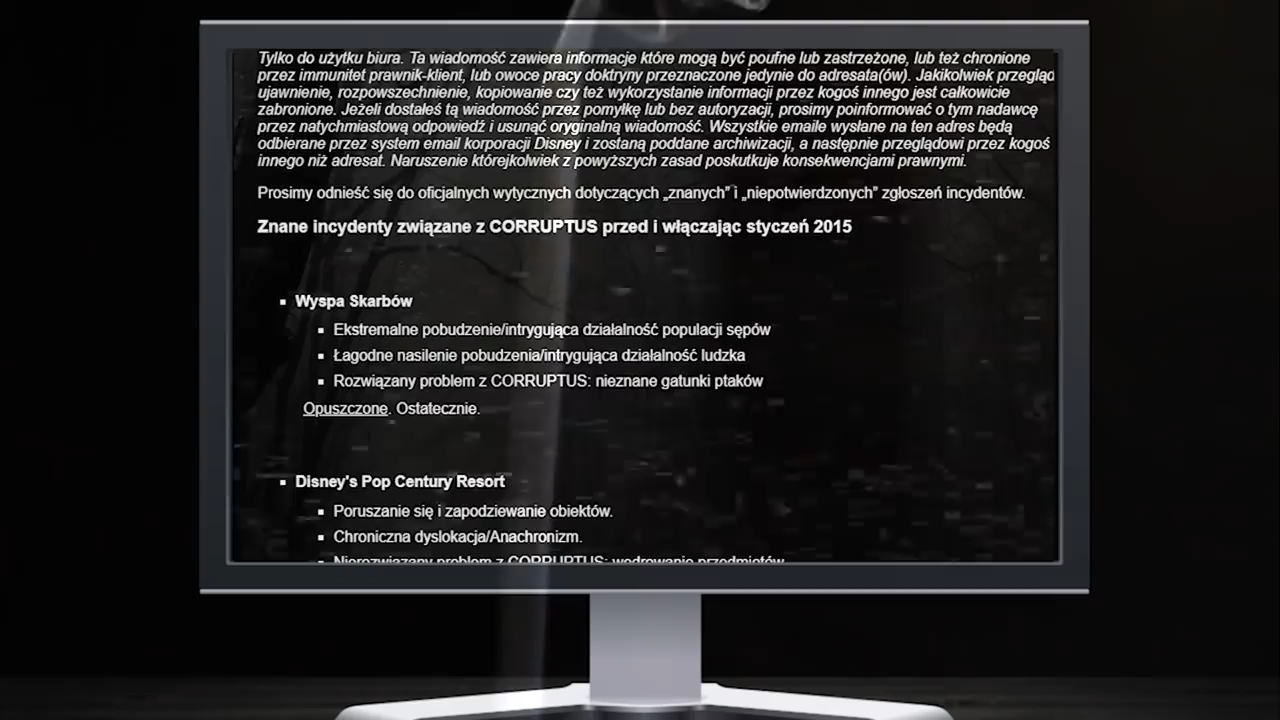 Tylko do użytku biura. Ta wiadomość zawiera informacje które mogą być poufne lub zastrzeżone, lub też chronione
przez immunitet prawnik-klient, lub owoce pracy doktryny przeznaczone jedynie do adresata(ów). Jakikolwiek przegląd
ujawnienie, rozpowszechnienie, kopiowanie czy też wykorzystanie informacji przez kogoś innego jest całkowicie
zabronione. Jeżeli dostałeś tą wiadomość przez pomyłkę lub bez autoryzacji, prosimy poinformować o tym nadawcę
przez natychmiastową odpowiedź i usunąć oryginalną wiadomość. Wszystkie emaile wysłane na ten adres będą
odbierane przez system email korporacji Disney i zostaną poddane archiwizacji, a następnie przeglądowi przez kogoś
innego niż adresat. Naruszenie którejkolwiek z powyższych zasad poskutkuje konsekwencjami prawnymi.
Prosimy odnieść się do oficjalnych wytycznych dotyczących „znanych” i „niepotwierdzonych” zgłoszeń incydentów.
Znane incydenty związane z CORRUPTUS przed i włączając styczeń 2015
▪ Wyspa Skarbów
▪ Ekstremalne pobudzenie/intrygująca działalność populacji sępów
▪ Łagodne nasilenie pobudzenia/intrygująca działalność ludzka
▪ Rozwiązany problem z CORRUPTUS: nieznane gatunki ptaków
Opuszczone. Ostatecznie.
▪ Disney's Pop Century Resort
▪ Poruszanie się i zapodziewanie obiektów.
▪ Chroniczna dyslokacja/Anachronizm.
▪ Nierozwiązany problem z CORRUPTUS: wędrowanie przedmiotów